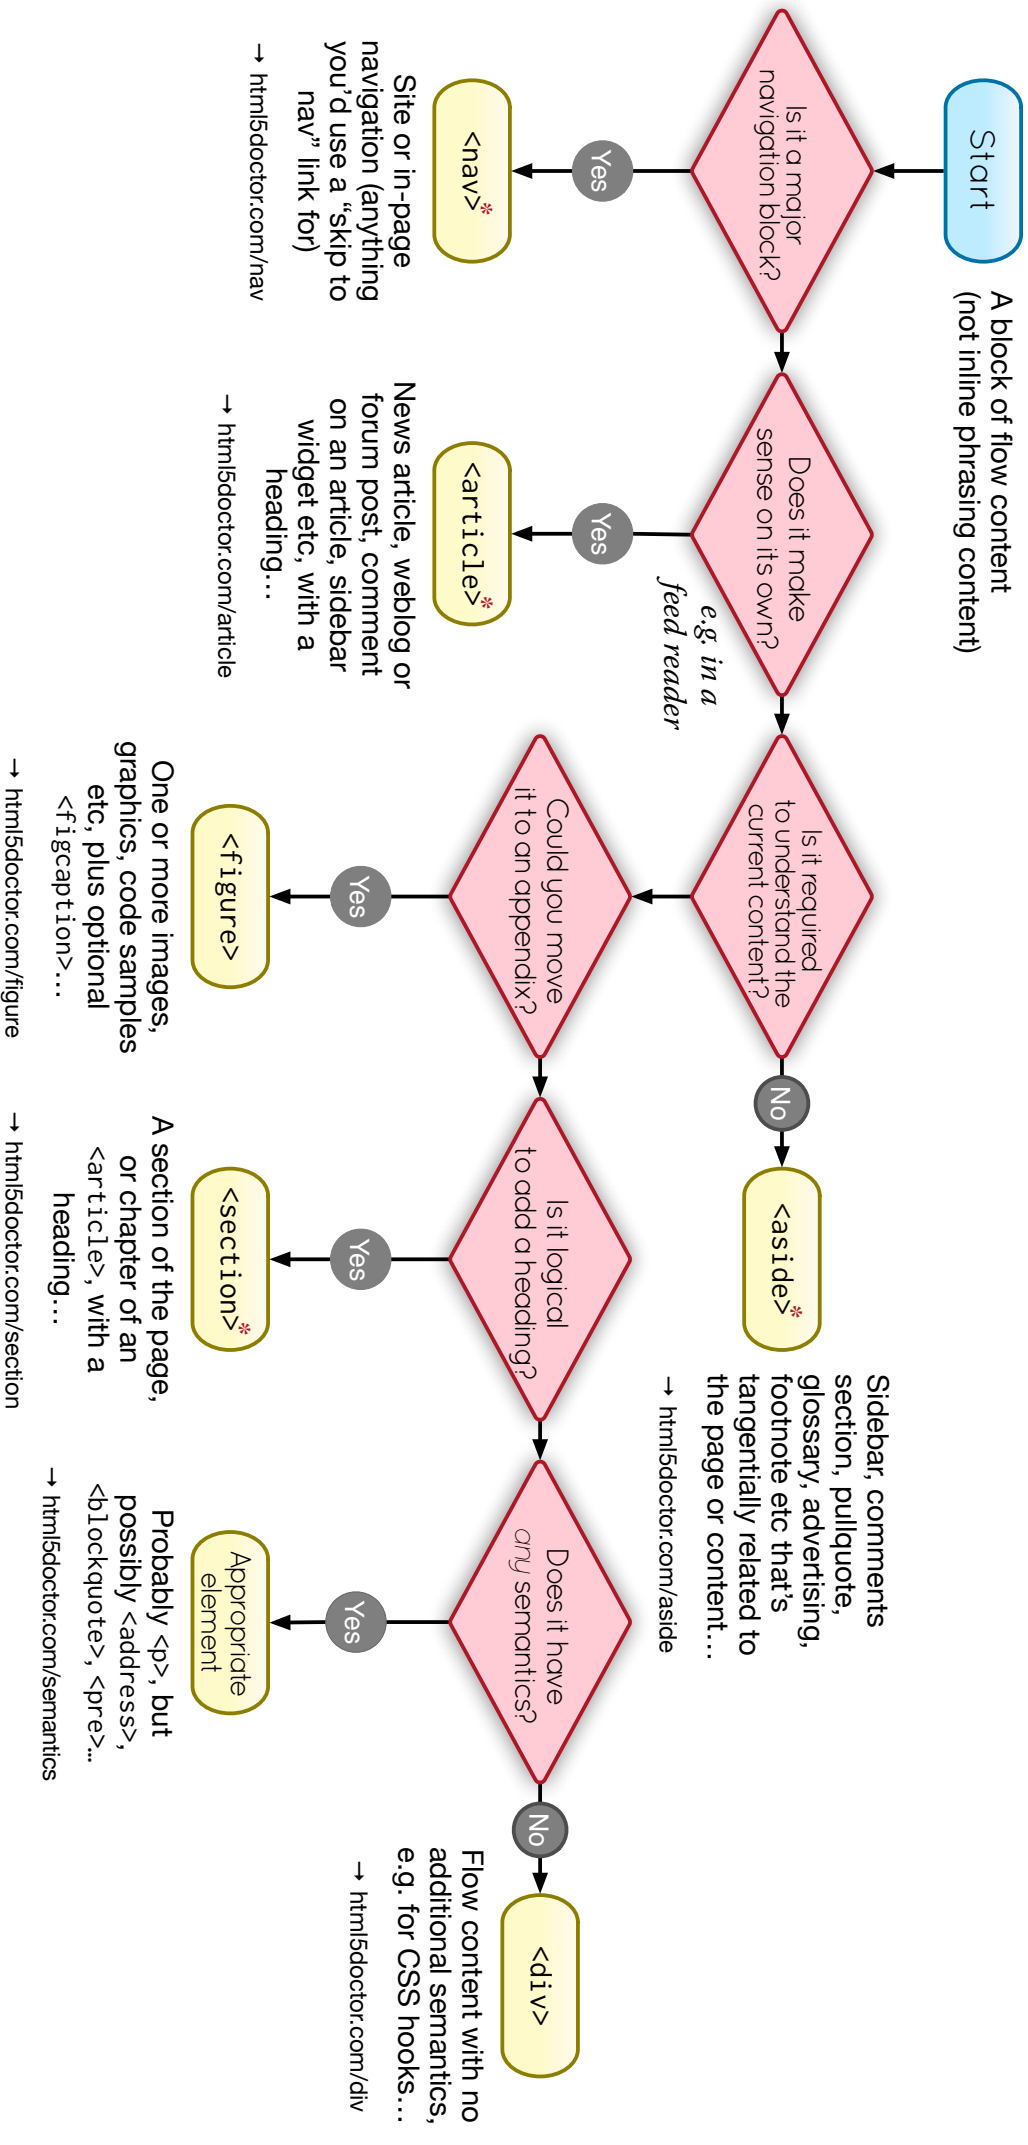 Start
A block of flow content
(not inline phrasing content)
Is it a major
navigation block?
Yes
<nav>*
Site or in-page
navigation (anything
you'd use a “skip to
nav” link for)
→ html5doctor.com/nav
Does it make
sense on its own?
e.g. in a
feed reader
Yes
<article>*
News article, weblog or
forum post, comment
on an article, sidebar
widget etc, with a
heading…
→ html5doctor.com/article
Is it required
to understand the
current content?
No
<aside>*
Sidebar, comments
section, pullquote,
glossary, advertising,
footnote etc that's
tangentially related to
the page or content…
→ html5doctor.com/aside
Could you move
it to an appendix?
Yes
<figure>
One or more images,
graphics, code samples
etc, plus optional
<figcaption>…
→ html5doctor.com/figure
Is it logical
to add a heading?
Yes
<section>*
A section of the page,
or chapter of an
<article>, with a
heading…
→ html5doctor.com/section
Does it have
any semantics?
Yes
Appropriate
element
Probably <p>, but
possibly <address>,
<blockquote>, <pre>…
→ html5doctor.com/semantics
No
<div>
Flow content with no
additional semantics,
e.g. for CSS hooks…
→ html5doctor.com/div